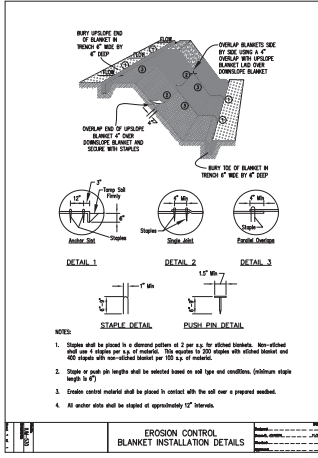 BURY UPSLOPE END
OF BLANKET IN
TRENCH 6" WIDE BY
6" DEEP
FLOW
FLOW
FLOW
OVERLAP BLANKETS SIDE
BY SIDE USING A 4"
OVERLAP WITH UPSLOPE
BLANKET LAID OVER
DOWNSLOPE BLANKET
OVERLAP END OF UPSLOPE
BLANKET 4" OVER
DOWNSLOPE BLANKET AND
SECURE WITH STAPLES
BURY TOE OF BLANKET IN
TRENCH 6" WIDE BY 6" DEEP
12"
3"
Tamp Soil
Firmly
6"
Staples
Anchor Slot
DETAIL 1
4" Min
Staples
Single Joint
DETAIL 2
4" Min
Staple
Parallel Overlaps
DETAIL 3
1" Min
STAPLE DETAIL
1.5" Min
PUSH PIN DETAIL
NOTES:
1. Staples shall be placed in a diamond pattern at 2 per s.y. for stitched blankets. Non-stitched
shall use 4 staples per s.y. of material. This equates to 200 staples with stitched blanket and
400 staples with non-stitched blanket per 100 s.y. of material.
2. Staple or push pin lengths shall be selected based on soil type and conditions. (minimum staple
length is 6")
3. Erosion control material shall be placed in contact with the soil over a prepared seedbed.
4. All anchor slots shall be stapled at approximately 12" intervals.
EROSION CONTROL
BLANKET INSTALLATION DETAILS